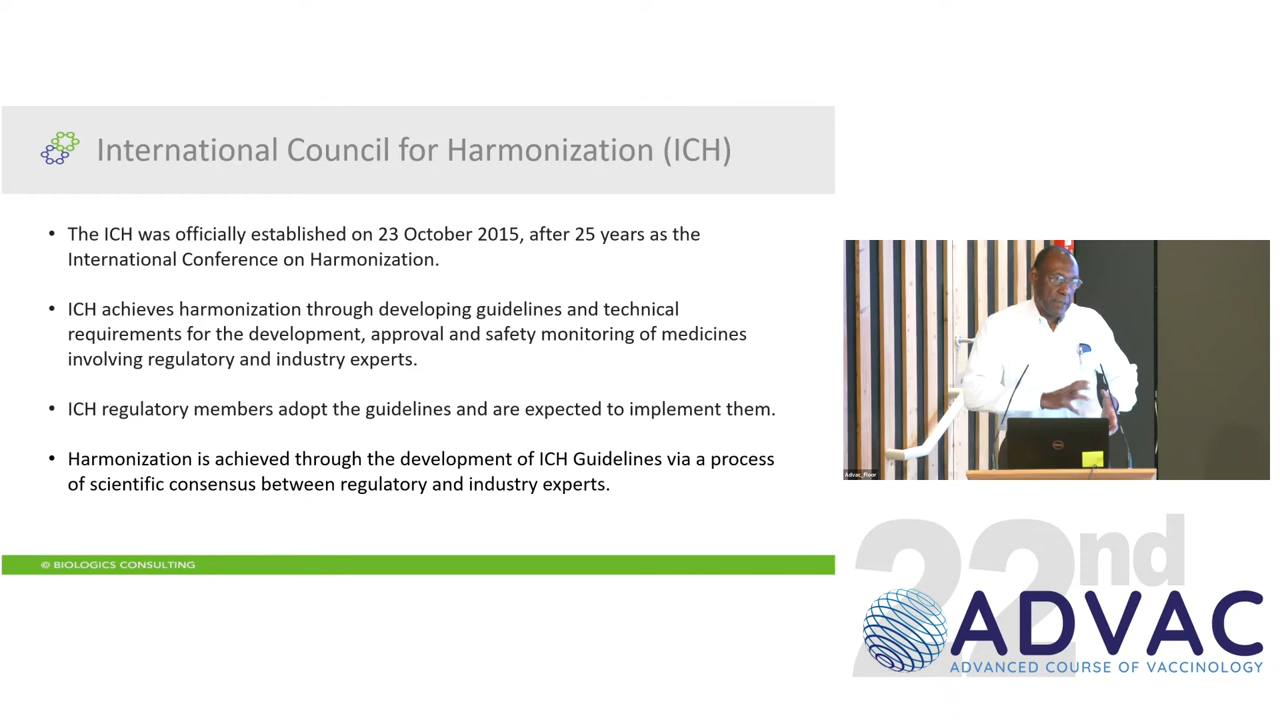 International Council for Harmonization (ICH)
• The ICH was officially established on 23 October 2015, after 25 years as the
International Conference on Harmonization.
• ICH achieves harmonization through developing guidelines and technical
requirements for the development, approval and safety monitoring of medicines
involving regulatory and industry experts.
• ICH regulatory members adopt the guidelines and are expected to implement them.
• Harmonization is achieved through the development of ICH Guidelines via a process
of scientific consensus between regulatory and industry experts.
© BIOLOGICS CONSULTING
DELL
Advac_Floor
22nd
ADVAC
ADVANCED COURSE OF VACCINOLOGY